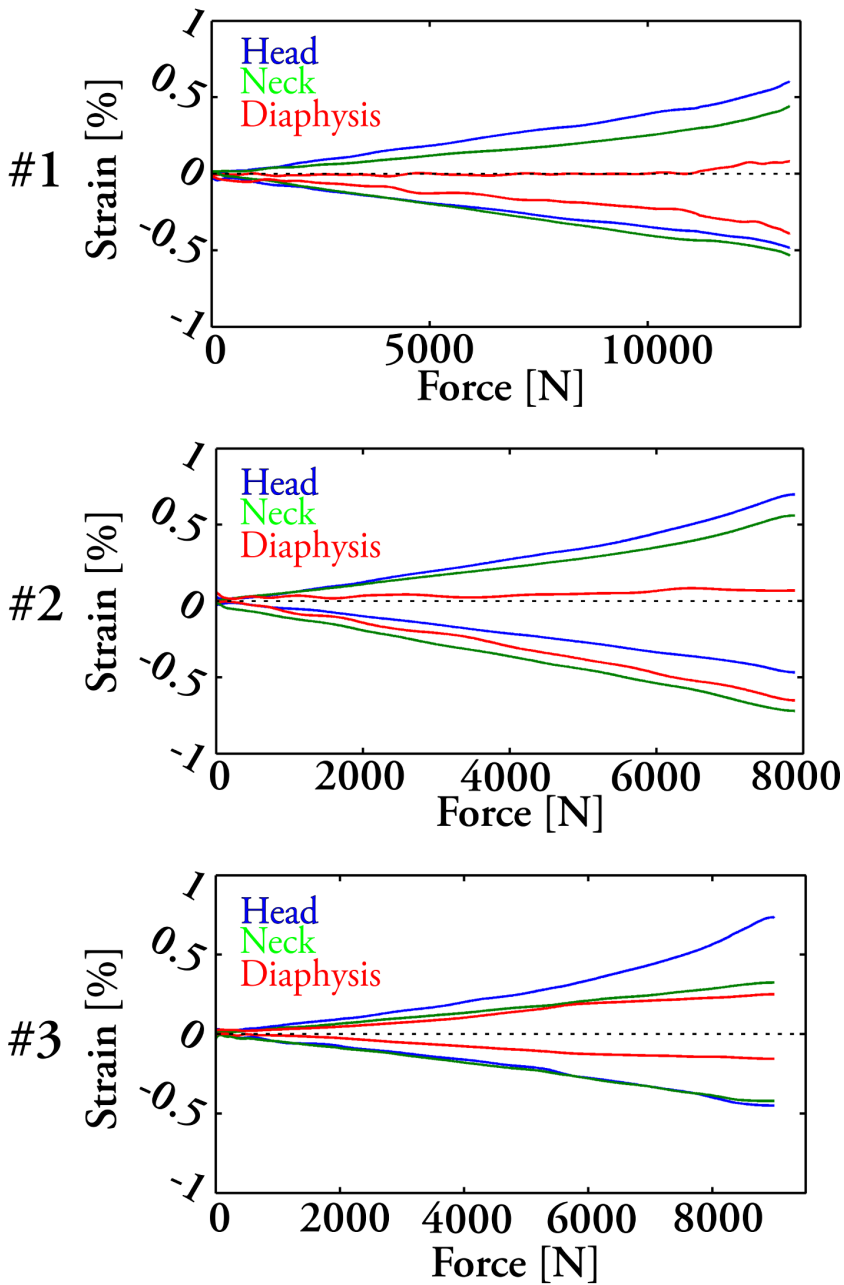 1
0.5
0
-0.5
-1
Strain [%]
#1
Head
Neck
Diaphysis
0 5000 10000
Force [N]
1
0.5
0
-0.5
-1
Strain [%]
#2
Head
Neck
Diaphysis
0 2000 4000 6000 8000
Force [N]
1
0.5
0
-0.5
-1
Strain [%]
#3
Head
Neck
Diaphysis
0 2000 4000 6000 8000
Force [N]